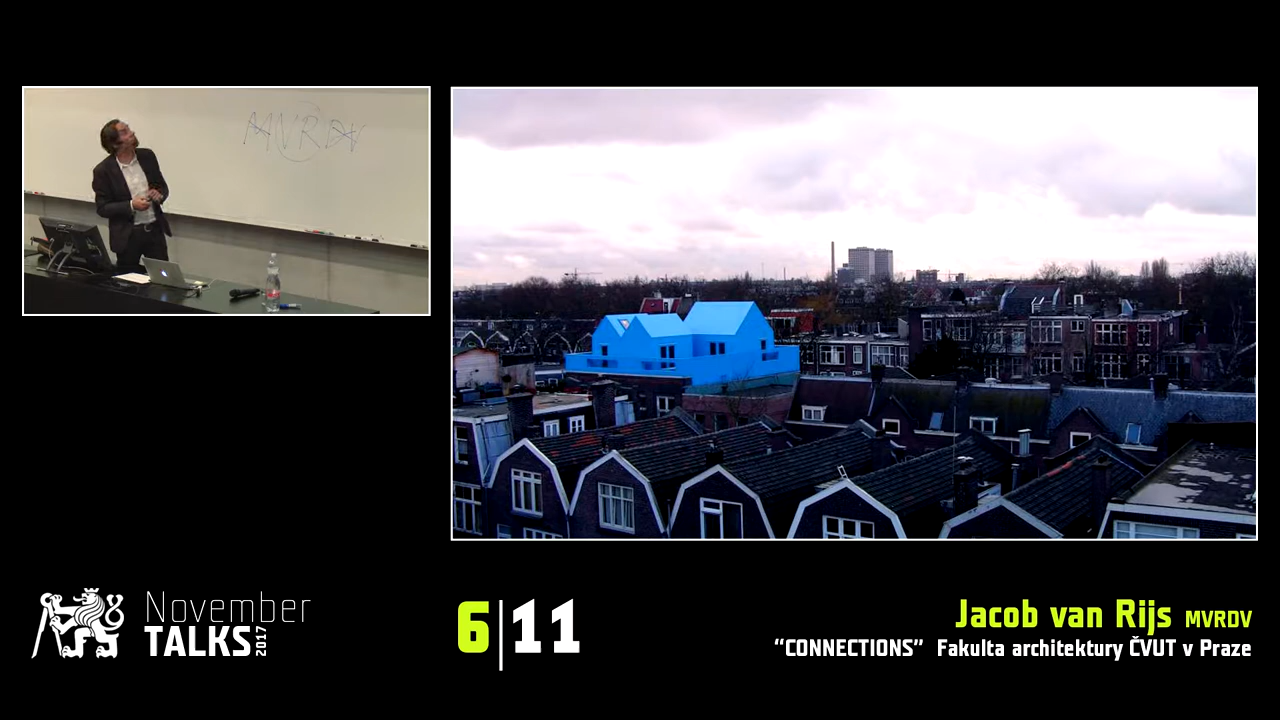 MVRDV
November
TALKS 2017
6|11
Jacob van Rijs MVRDV
“CONNECTIONS” Fakulta architektury ČVUT v Praze